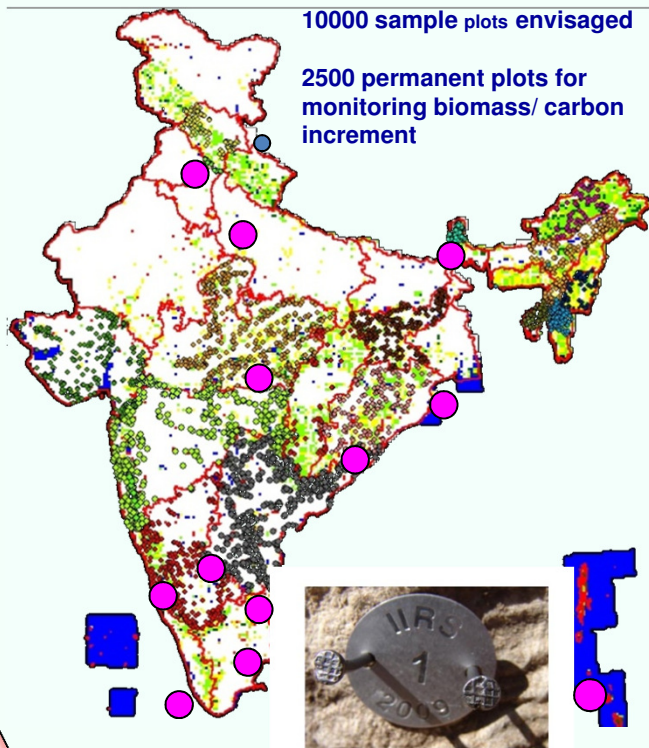 10000 sample plots envisaged
2500 permanent plots for
monitoring biomass/ carbon
increment
IIRS
1
2009